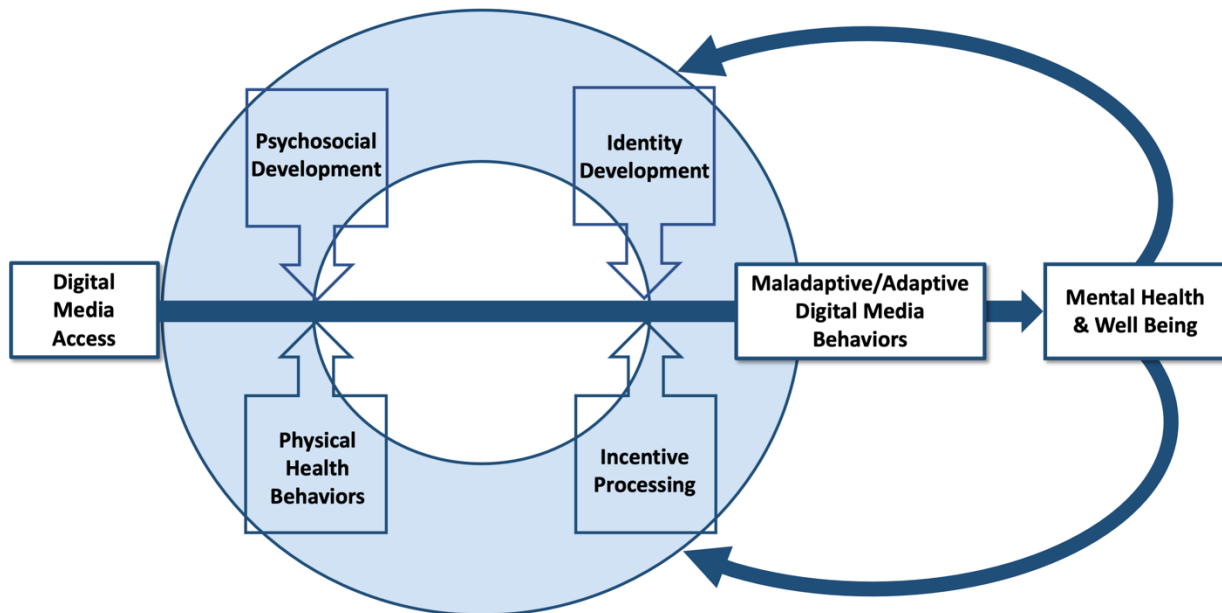 Psychosocial
Development
Identity
Development
Digital
Media
Access
Maladaptive/Adaptive
Digital Media
Behaviors
Mental Health
& Well Being
Physical
Health
Behaviors
Incentive
Processing